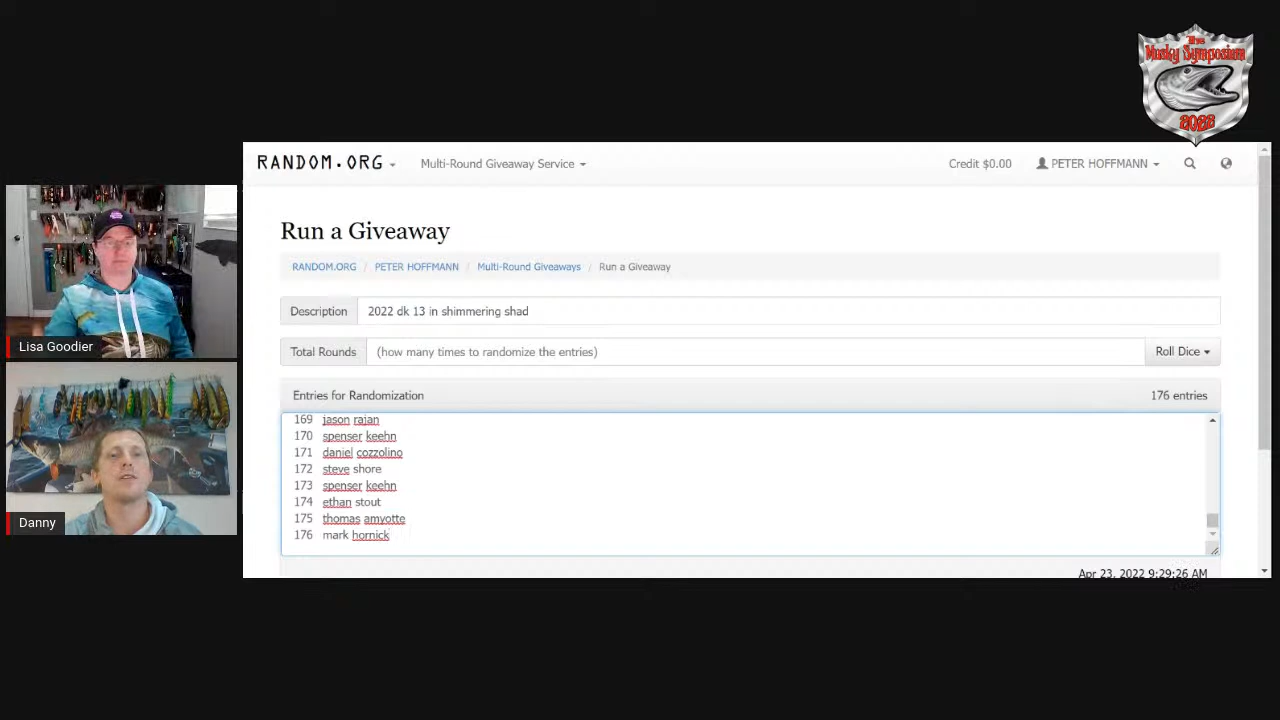 The
Musky Symposium
2022
RANDOM.ORG
Multi-Round Giveaway Service
Credit $0.00
PETER HOFFMANN
Run a Giveaway
RANDOM.ORG / PETER HOFFMANN / Multi-Round Giveaways / Run a Giveaway
Description 2022 dk 13 in shimmering shad
Total Rounds (how many times to randomize the entries) Roll Dice
Entries for Randomization 176 entries
169 jason rajan
170 spenser keehn
171 daniel cozzolino
172 steve shore
173 spenser keehn
174 ethan stout
175 thomas amyotte
176 mark hornick
Apr 23, 2022 9:29:26 AM
Lisa Goodier
Danny